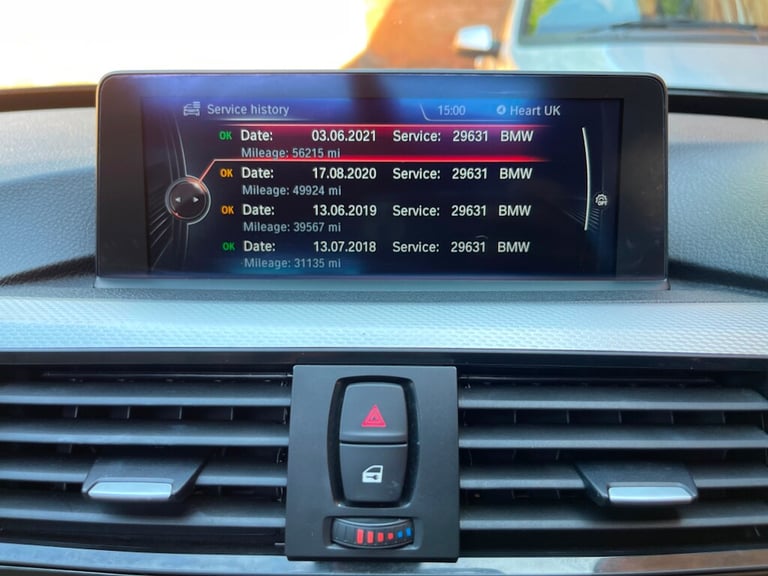 Service history 15:00 Heart UK
OK Date: 03.06.2021 Service: 29631 BMW
Mileage: 56215 mi
OK Date: 17.08.2020 Service: 29631 BMW
Mileage: 49924 mi
OK Date: 13.06.2019 Service: 29631 BMW
Mileage: 39567 mi
OK Date: 13.07.2018 Service: 29631 BMW
Mileage: 31135 mi